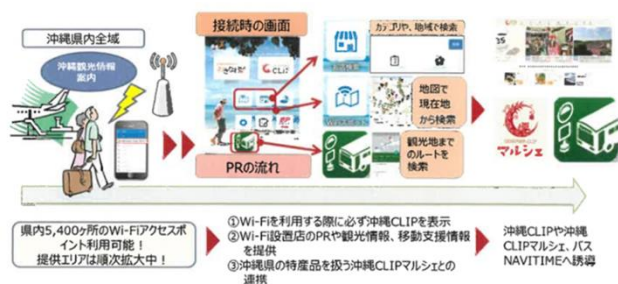 沖縄県内全域
沖縄観光情報
案内
接続時の画面
CLIP
PRの流れ
カテゴリや、地域で検索
地図で
現在地
から検索
観光地まで
のルートを
検索
マルシェ
県内5,400ヶ所のWi-Fiアクセスポ
イント利用可能！
提供エリアは順次拡大中！
①Wi-Fiを利用する際に必ず沖縄CLIPを表示
②Wi-Fi設置店のPRや観光情報、移動支援情報
を提供
③沖縄県の特産品を扱う沖縄CLIPマルシェとの
連携
沖縄CLIPや沖縄
CLIPマルシェ、バス
NAVITIMEへ誘導